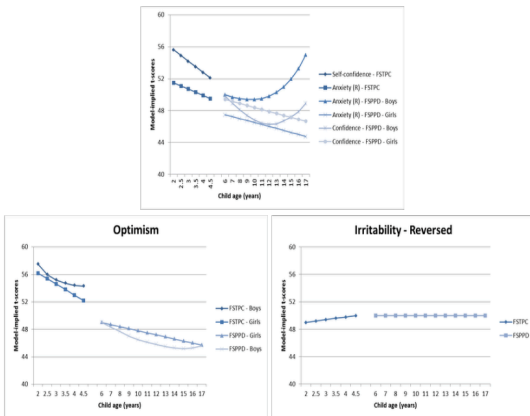 60
56
52
48
44
40
Model-implied t-scores
2
2.5
3
3.5
4
4.5
6
7
8
9
10
11
12
13
14
15
16
17
Child age (years)
Self-confidence - FSTPC
Anxiety (R) - FSTPC
Anxiety (R) - FSPPD - Boys
Anxiety (R) - FSPPD - Girls
Confidence - FSPPD - Boys
Confidence - FSPPD - Girls
Optimism
60
56
52
48
44
40
Model-implied t-scores
2 2.5 3 3.5 4 4.5 6 7 8 9 10 11 12 13 14 15 16 17
Child age (years)
FSTPC - Boys
FSTPC - Girls
FSPPD - Girls
FSPPD - Boys
Irritability - Reversed
60
56
52
48
44
40
Model-implied t-scores
2 2.5 3 3.5 4 4.5 6 7 8 9 10 11 12 13 14 15 16 17
Child age (years)
FSTPC
FSPPD